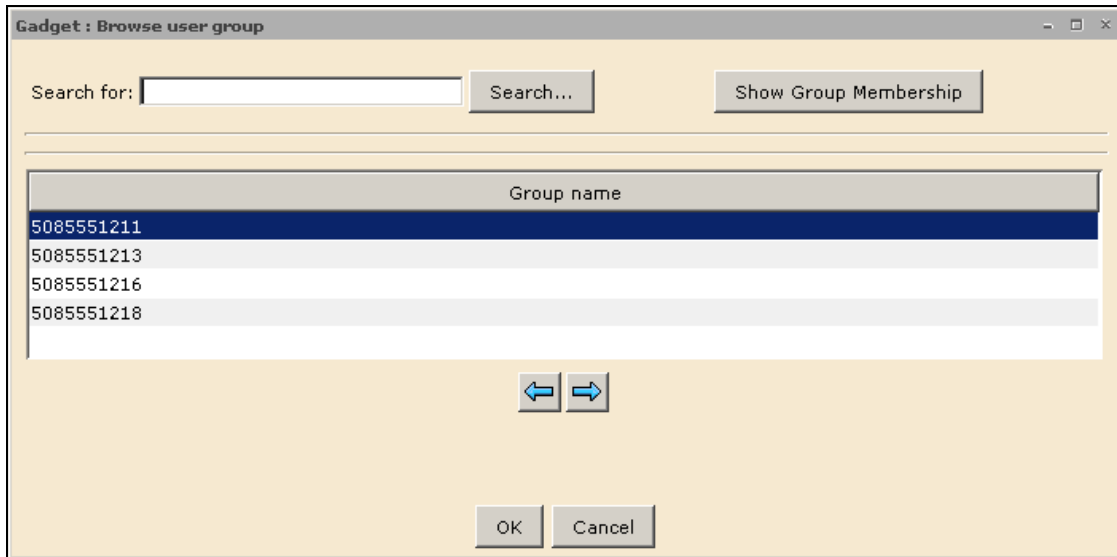 Gadget : Browse user group
Search for: Search... Show Group Membership
Group name
5085551211
5085551213
5085551216
5085551218
OK Cancel